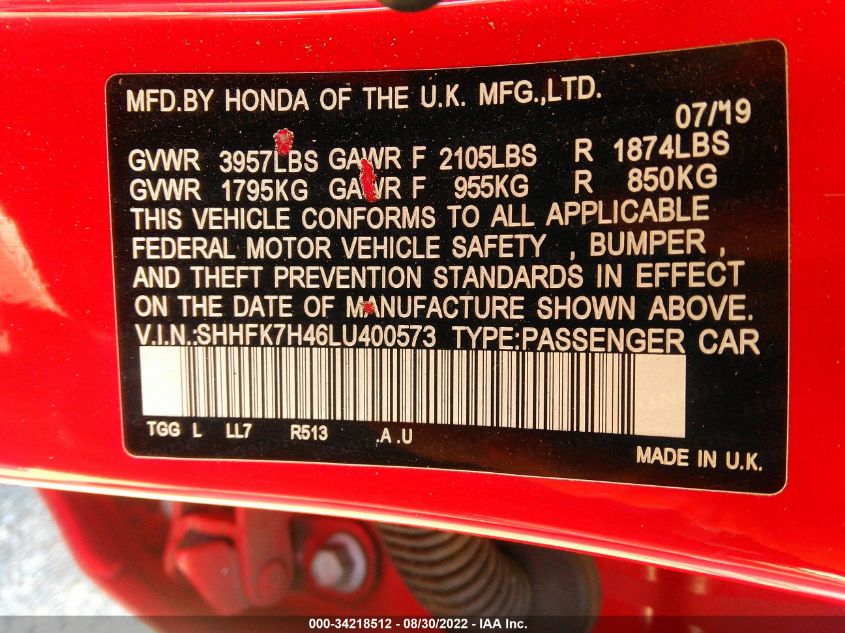 MFD.BY HONDA OF THE U.K. MFG.,LTD.
07/19
GVWR 3957LBS GAWR F 2105LBS R 1874LBS
GVWR 1795KG GAWR F 955KG R 850KG
THIS VEHICLE CONFORMS TO ALL APPLICABLE
FEDERAL MOTOR VEHICLE SAFETY , BUMPER ,
AND THEFT PREVENTION STANDARDS IN EFFECT
ON THE DATE OF MANUFACTURE SHOWN ABOVE.
V.I.N.:SHHFK7H46LU400573 TYPE:PASSENGER CAR
TGG L LL7 R513 .A .U
MADE IN U.K.
000-34218512 - 08/30/2022 - IAA Inc.